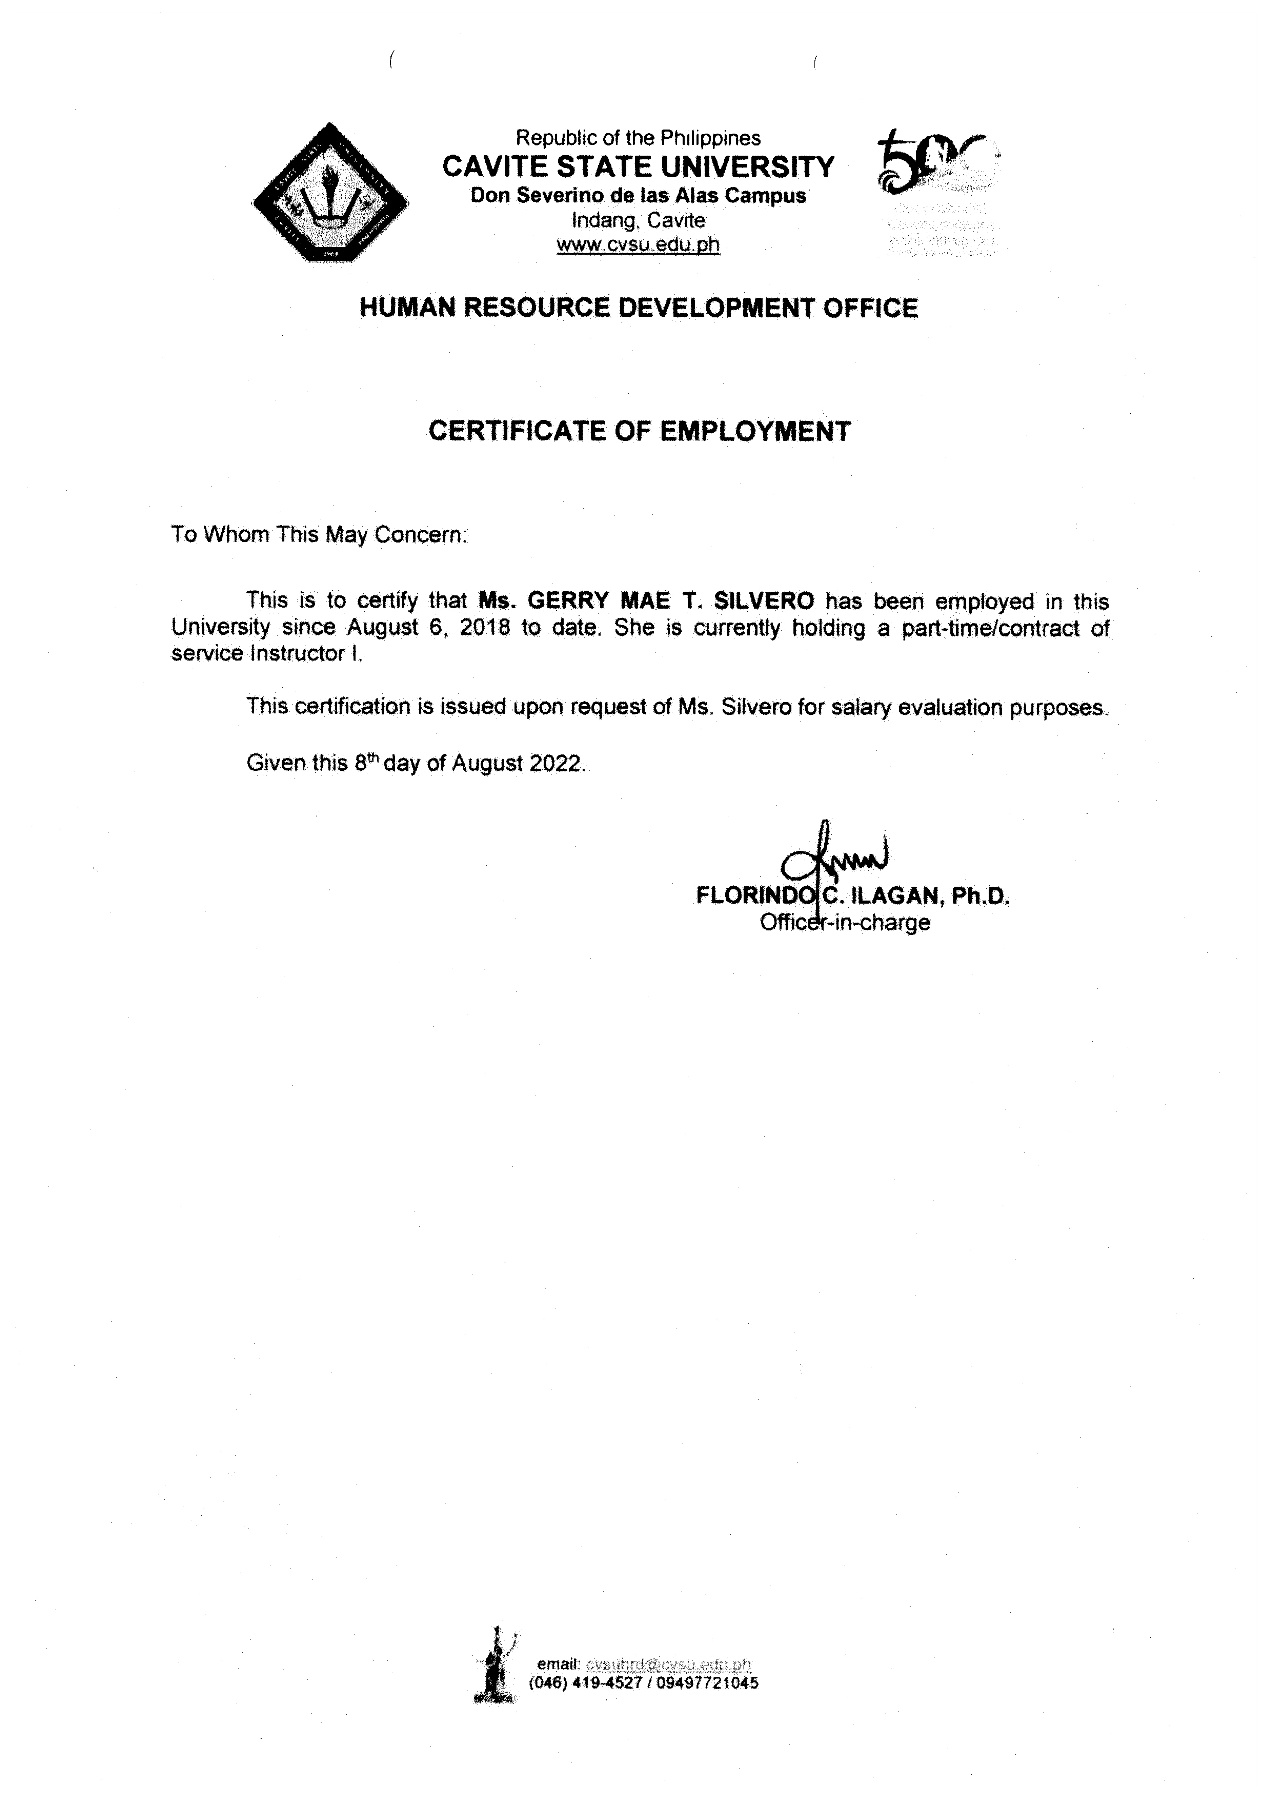 Republic of the Philippines
CAVITE STATE UNIVERSITY
Don Severino de las Alas Campus
Indang, Cavite
www.cvsu.edu.ph
HUMAN RESOURCE DEVELOPMENT OFFICE
CERTIFICATE OF EMPLOYMENT
To Whom This May Concern:
This is to certify that Ms. GERRY MAE T. SILVERO has been employed in this
University since August 6, 2018 to date. She is currently holding a part-time/contract of
service Instructor I.
This certification is issued upon request of Ms. Silvero for salary evaluation purposes.
Given this 8th day of August 2022.
FLORINDO C. ILAGAN, Ph.D.
Officer-in-charge
email: cvsuhrd@cvsu.edu.ph
(046) 419-4527 / 09497721045